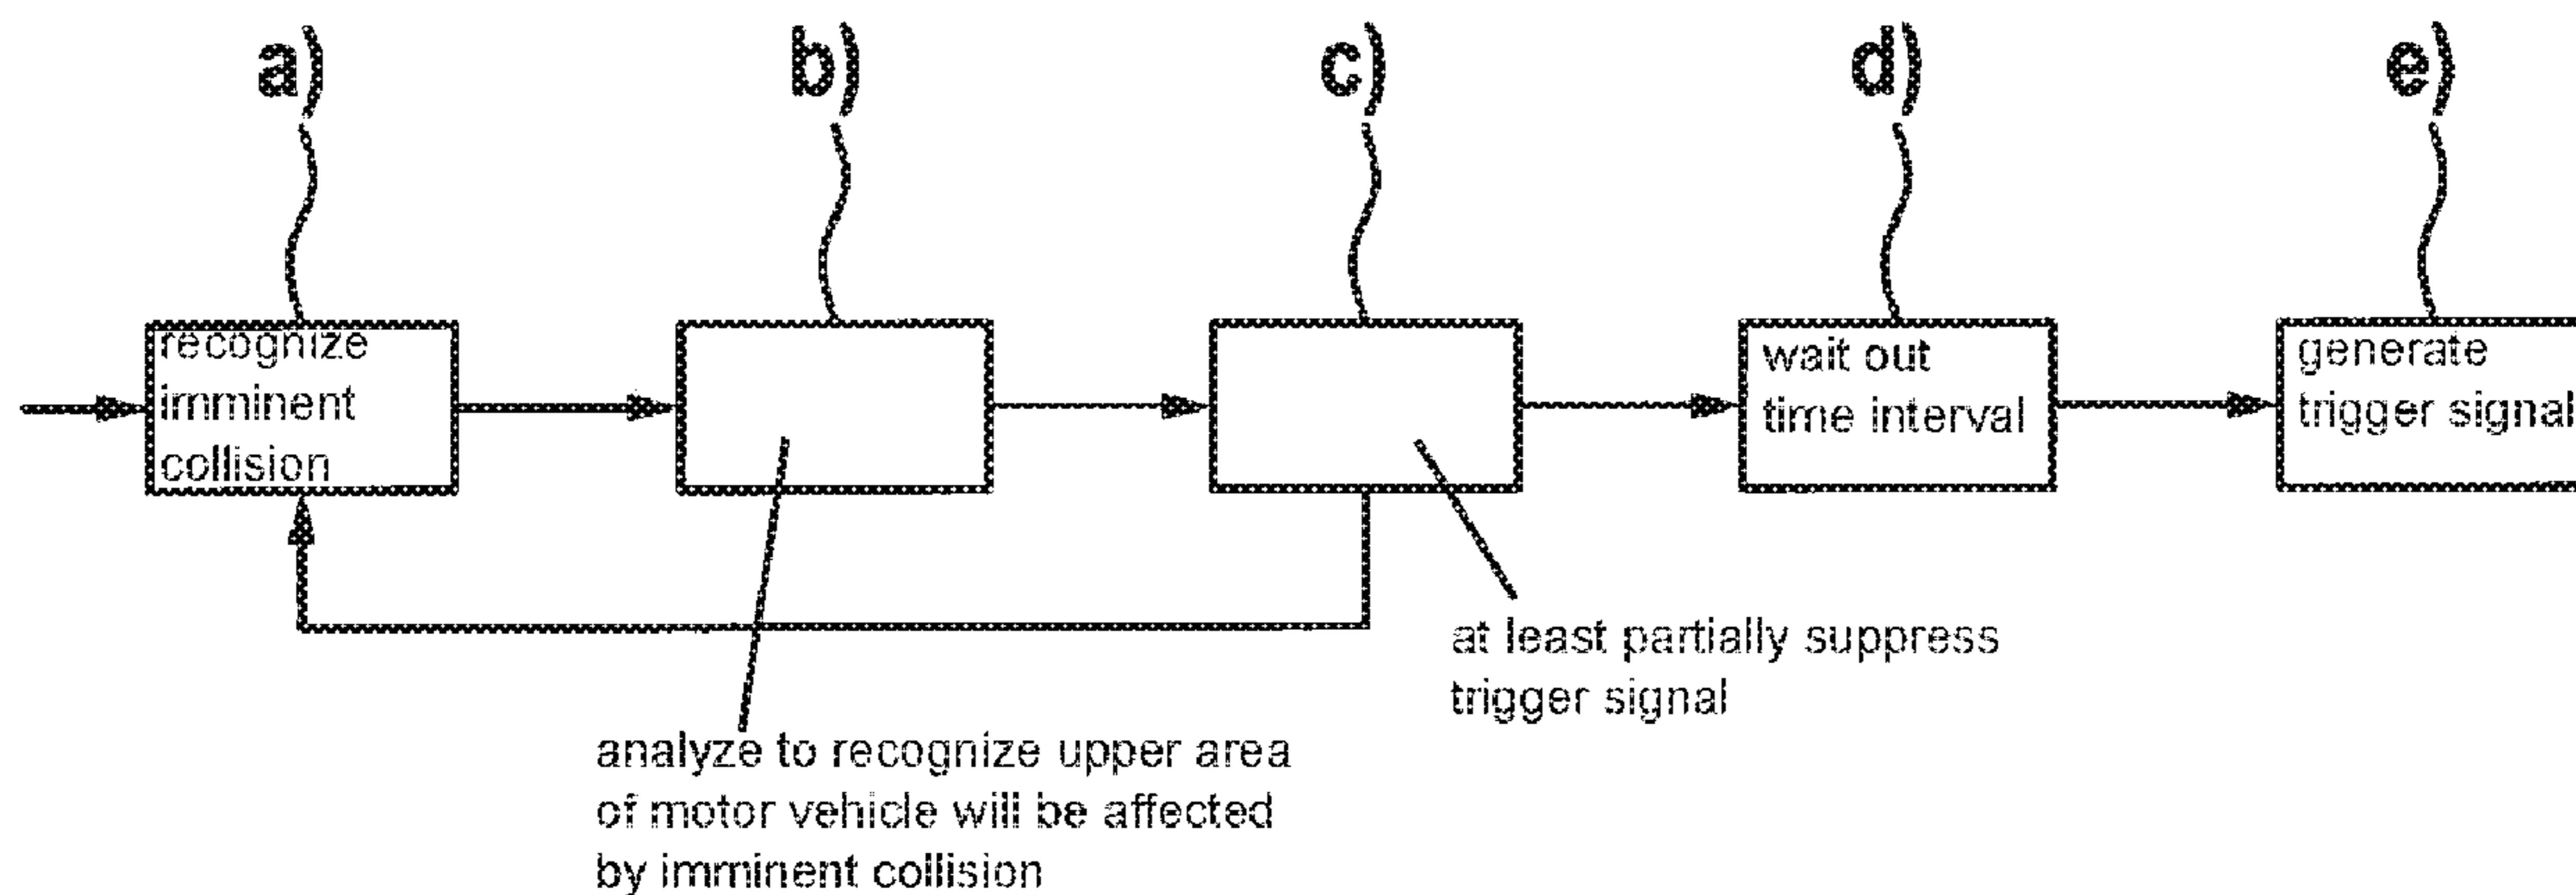 a)
b)
c)
d)
e)
recognize
imminent
collision
wait out
time interval
generate
trigger signal
at least partially suppress
trigger signal
analyze to recognize upper area
of motor vehicle will be affected
by imminent collision